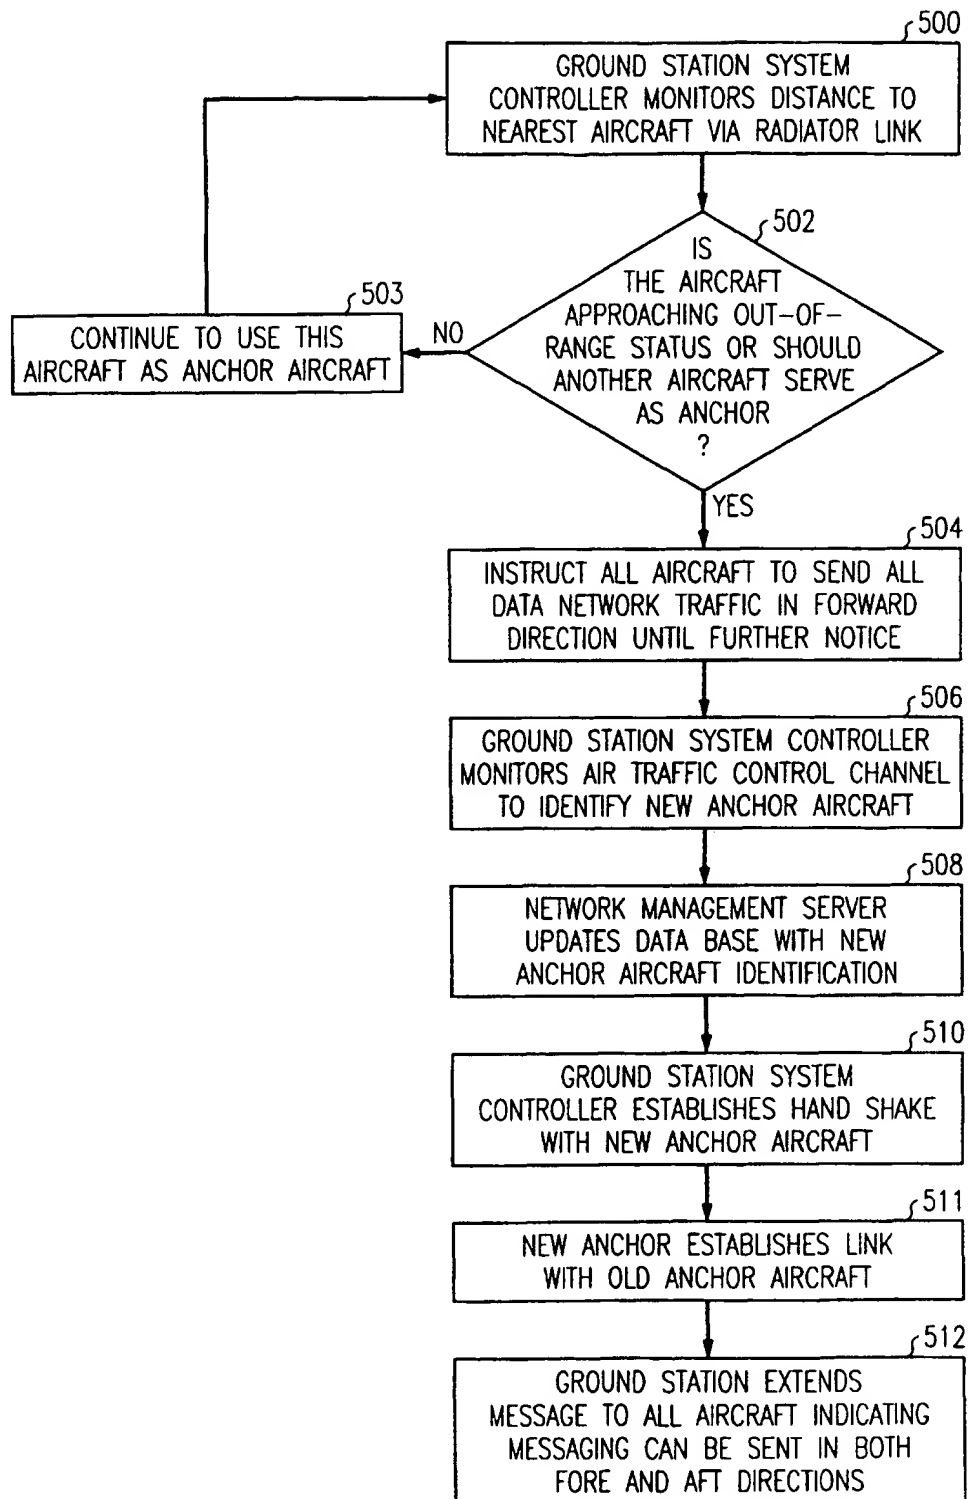 500
GROUND STATION SYSTEM
CONTROLLER MONITORS DISTANCE TO
NEAREST AIRCRAFT VIA RADIATOR LINK
502
IS
THE AIRCRAFT
APPROACHING OUT-OF-
RANGE STATUS OR SHOULD
ANOTHER AIRCRAFT SERVE
AS ANCHOR
?
NO
503
CONTINUE TO USE THIS
AIRCRAFT AS ANCHOR AIRCRAFT
YES
504
INSTRUCT ALL AIRCRAFT TO SEND ALL
DATA NETWORK TRAFFIC IN FORWARD
DIRECTION UNTIL FURTHER NOTICE
506
GROUND STATION SYSTEM CONTROLLER
MONITORS AIR TRAFFIC CONTROL CHANNEL
TO IDENTIFY NEW ANCHOR AIRCRAFT
508
NETWORK MANAGEMENT SERVER
UPDATES DATA BASE WITH NEW
ANCHOR AIRCRAFT IDENTIFICATION
510
GROUND STATION SYSTEM
CONTROLLER ESTABLISHES HAND SHAKE
WITH NEW ANCHOR AIRCRAFT
511
NEW ANCHOR ESTABLISHES LINK
WITH OLD ANCHOR AIRCRAFT
512
GROUND STATION EXTENDS
MESSAGE TO ALL AIRCRAFT INDICATING
MESSAGING CAN BE SENT IN BOTH
FORE AND AFT DIRECTIONS